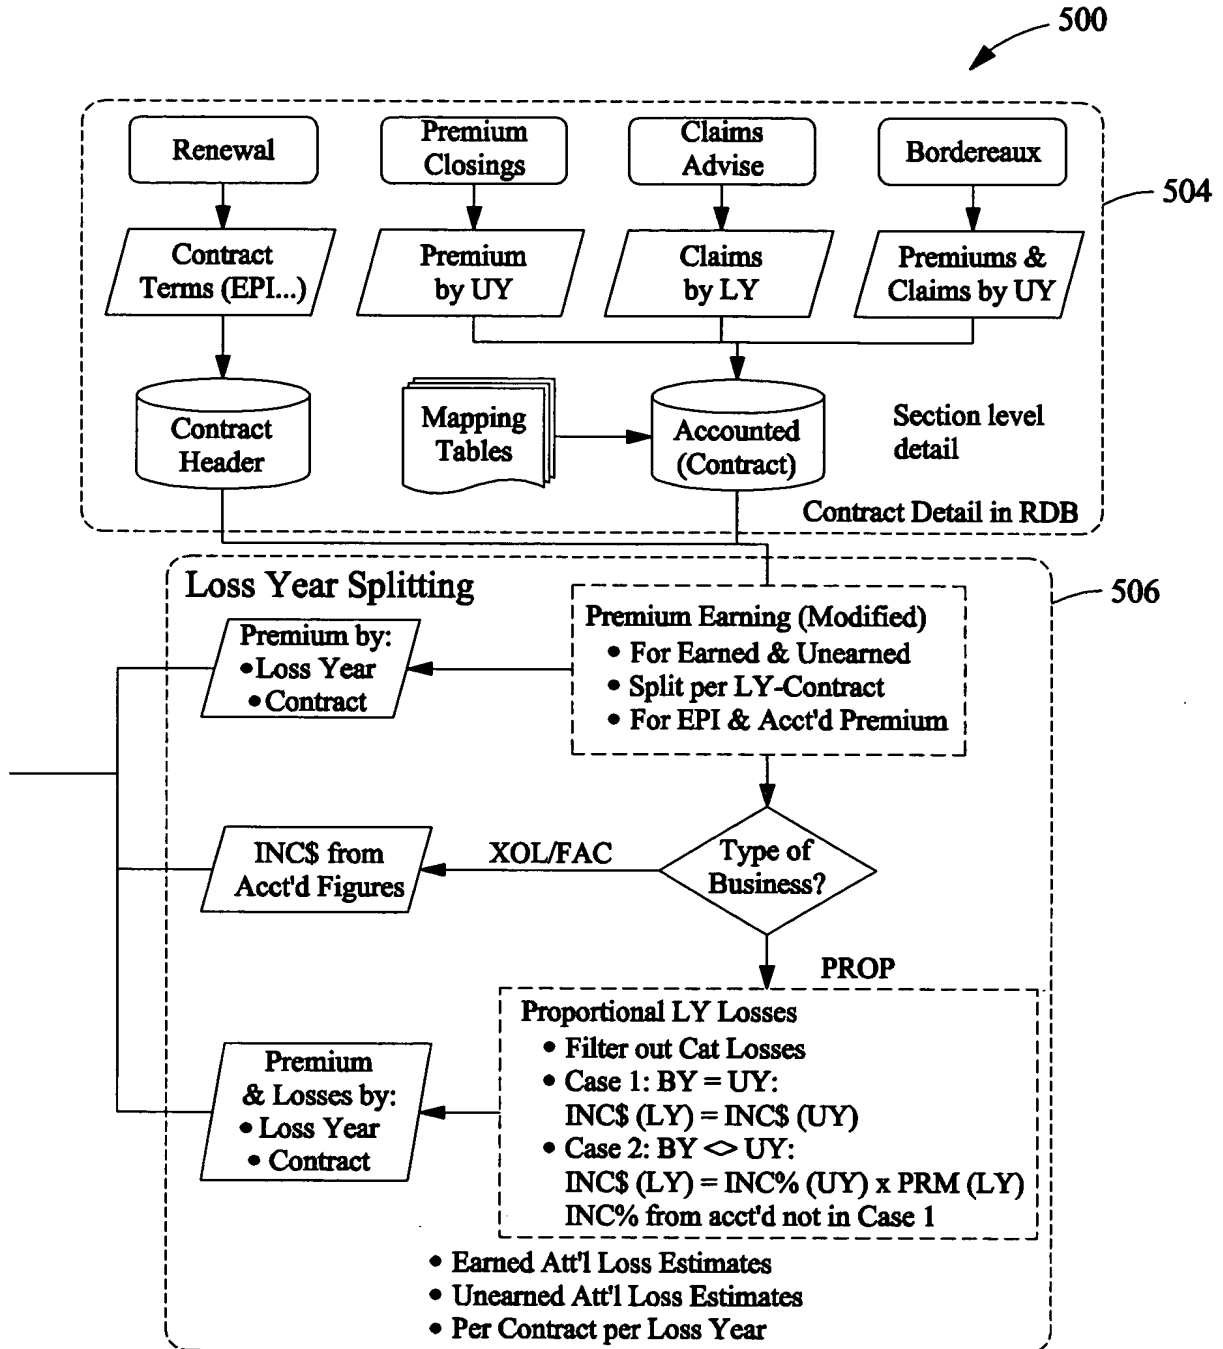 500
Renewal
Premium
Closings
Claims
Advise
Bordereaux
504
Contract
Terms (EPI...)
Premium
by UY
Claims
by LY
Premiums &
Claims by UY
Contract
Header
Mapping
Tables
Accounted
(Contract)
Section level
detail
Contract Detail in RDB
Loss Year Splitting
506
Premium Earning (Modified)
• For Earned & Unearned
• Split per LY-Contract
• For EPI & Acct'd Premium
Premium by:
• Loss Year
• Contract
INC$ from
Acct'd Figures
XOL/FAC
Type of
Business?
PROP
Proportional LY Losses
• Filter out Cat Losses
• Case 1: BY = UY:
INC$ (LY) = INC$ (UY)
• Case 2: BY <> UY:
INC$ (LY) = INC% (UY) x PRM (LY)
INC% from acct'd not in Case 1
Premium
& Losses by:
• Loss Year
• Contract
• Earned Att'l Loss Estimates
• Unearned Att'l Loss Estimates
• Per Contract per Loss Year